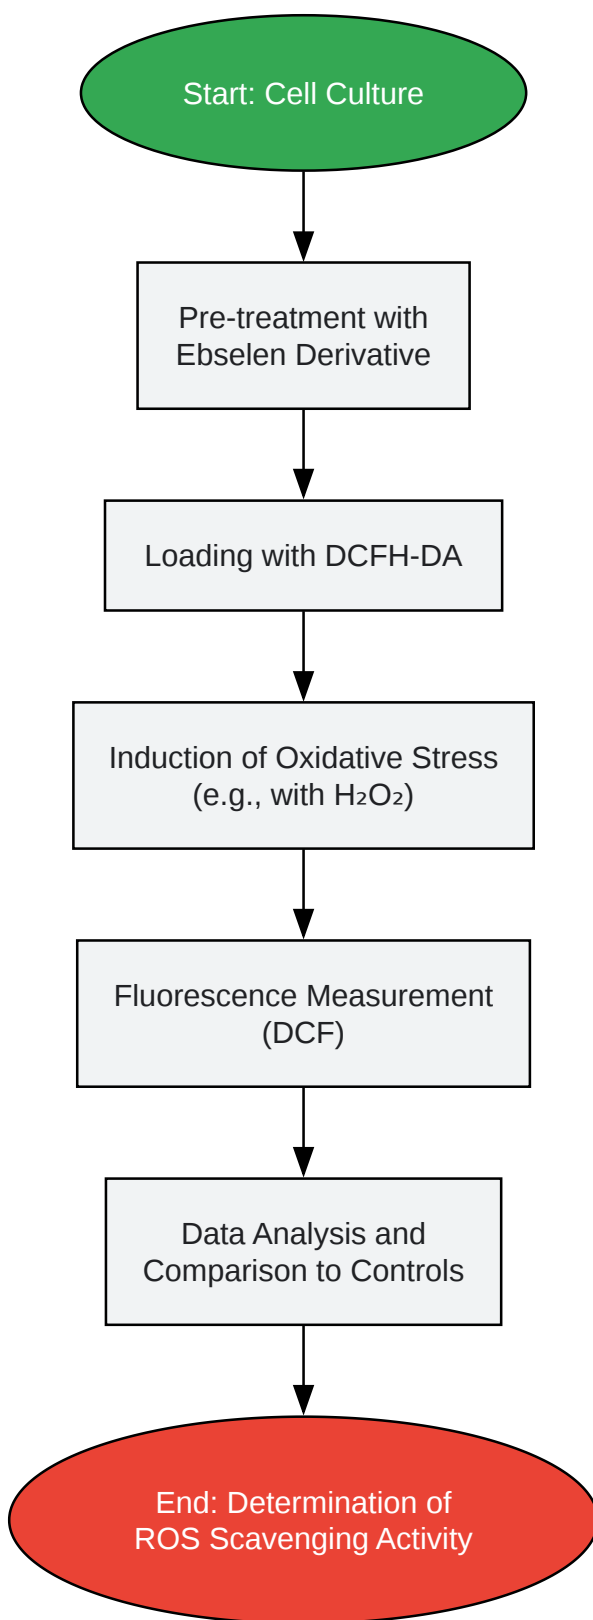 Start: Cell Culture
Pre-treatment with
Ebselen Derivative
Loading with DCFH-DA
Induction of Oxidative Stress
(e.g., with H₂O₂)
Fluorescence Measurement
(DCF)
Data Analysis and
Comparison to Controls
End: Determination of
ROS Scavenging Activity